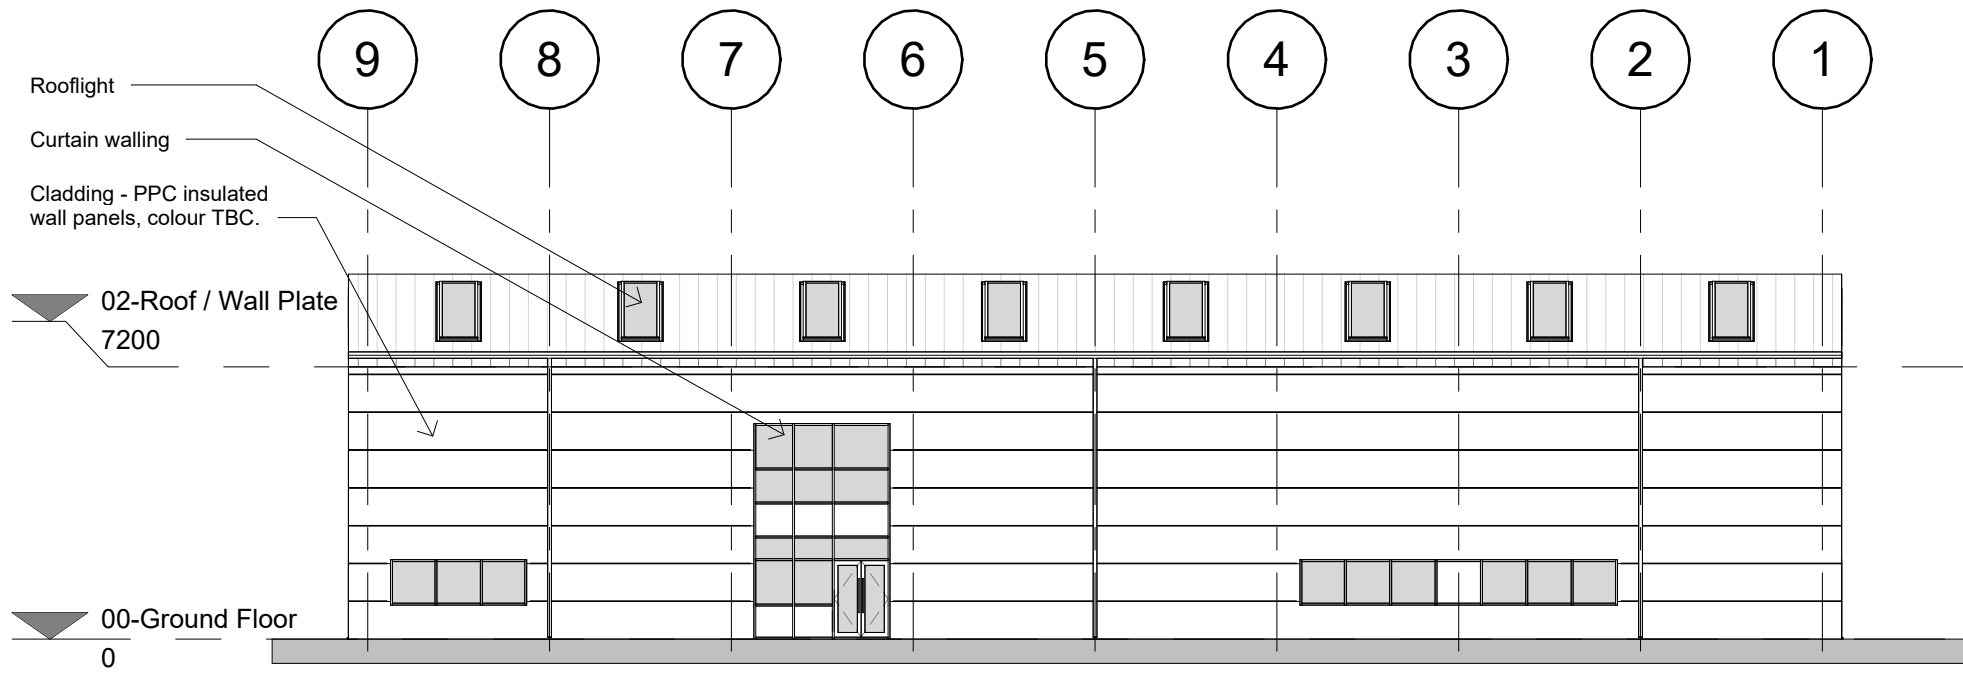 9 8 7 6 5 4 3 2 1
Rooflight
Curtain walling
Cladding - PPC insulated
wall panels, colour TBC.
02-Roof / Wall Plate
7200
00-Ground Floor
0